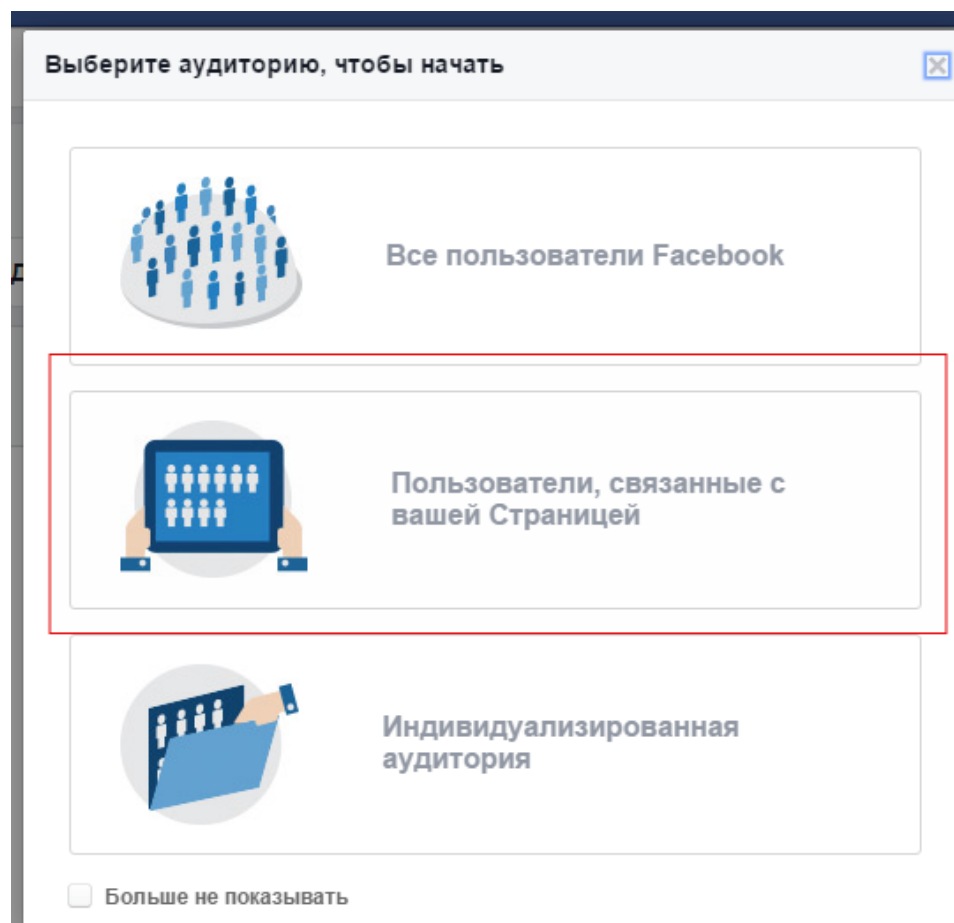 Выберите аудиторию, чтобы начать
Все пользователи Facebook
Пользователи, связанные с
вашей Страницей
Индивидуализированная
аудитория
Больше не показывать